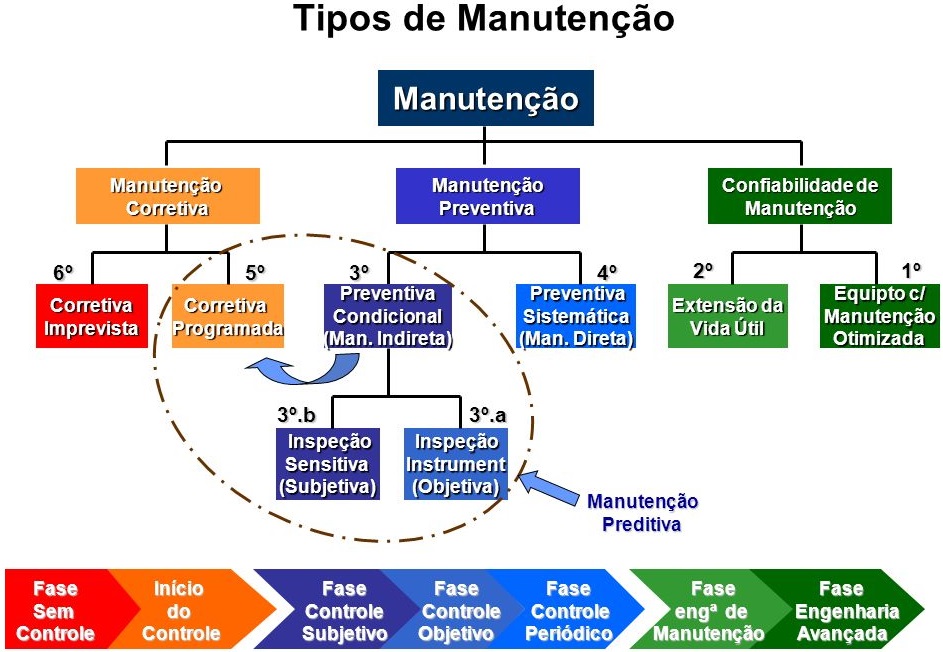 Tipos de Manutenção
Manutenção
Manutenção
Corretiva
Manutenção
Preventiva
Confiabilidade de
Manutenção
6º
Corretiva
Imprevista
5º
Corretiva
Programada
3º
Preventiva
Condicional
(Man. Indireta)
4º
Preventiva
Sistemática
(Man. Direta)
2º
Extensão da
Vida Útil
1º
Equipto c/
Manutenção
Otimizada
3º.b
Inspeção
Sensitiva
(Subjetiva)
3º.a
Inspeção
Instrument
(Objetiva)
Manutenção
Preditiva
Fase
Sem
Controle
Início
do
Controle
Fase
Controle
Subjetivo
Fase
Controle
Objetivo
Fase
Controle
Periódico
Fase
engª de
Manutenção
Fase
Engenharia
Avançada